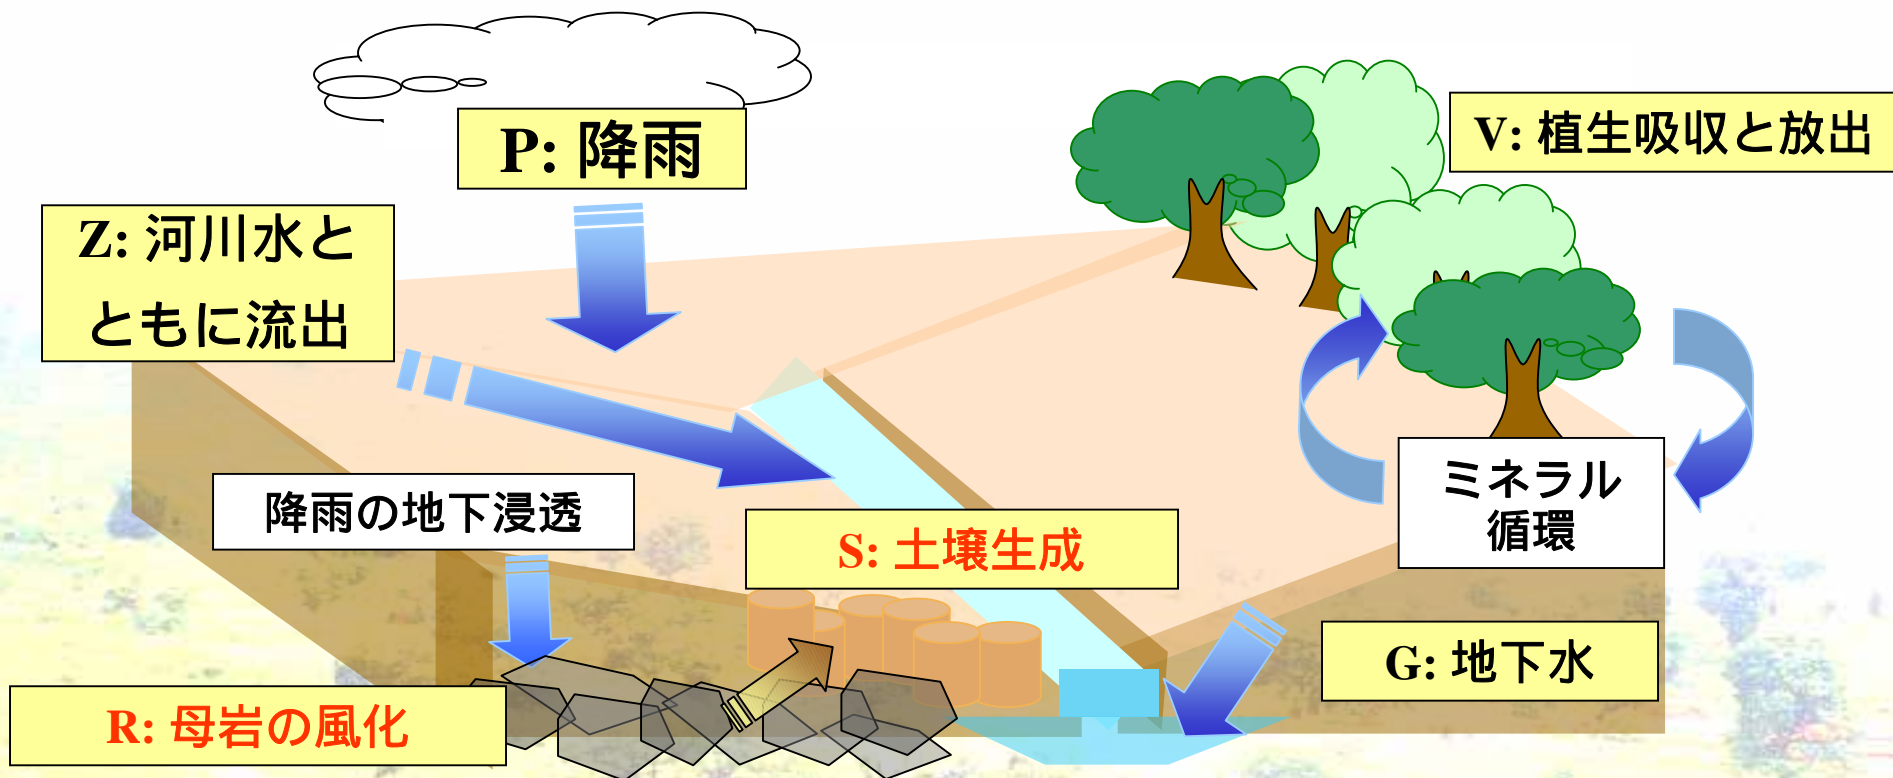 P: 降雨
V: 植生吸収と放出
Z: 河川水と
ともに流出
ミネラル
循環
降雨の地下浸透
S: 土壌生成
G: 地下水
R: 母岩の風化